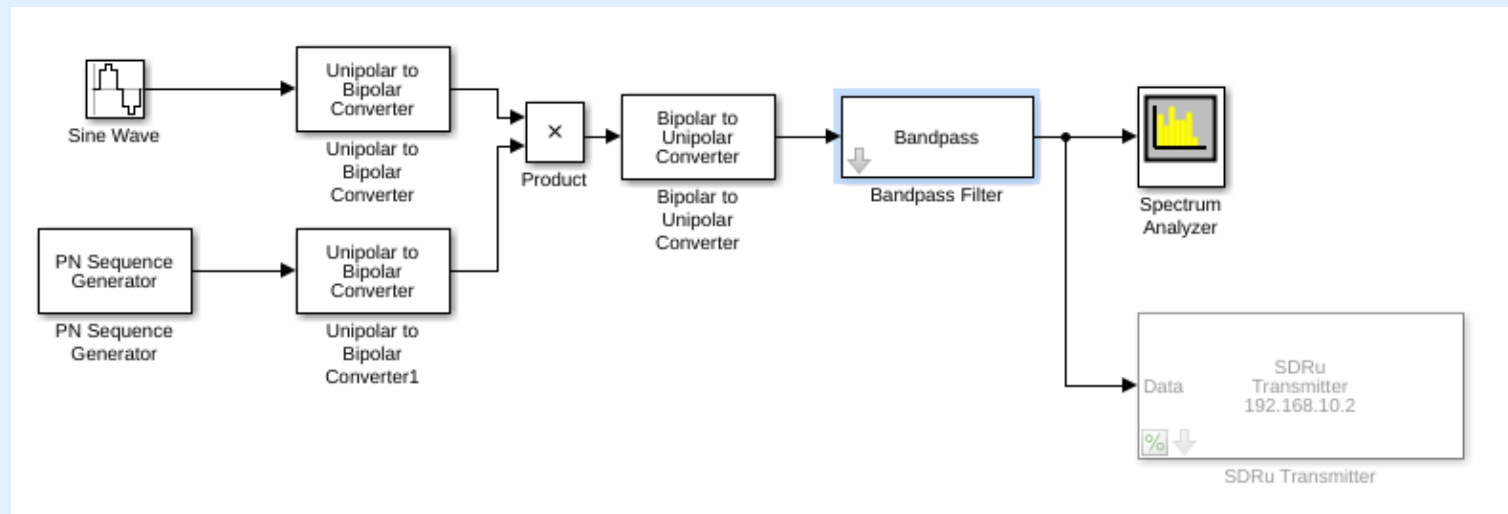 Sine Wave
Unipolar to
Bipolar
Converter
Unipolar to
Bipolar
Converter
×
Product
Bipolar to
Unipolar
Converter
Bipolar to
Unipolar
Converter
Bandpass
Bandpass Filter
Spectrum
Analyzer
PN Sequence
Generator
PN Sequence
Generator
Unipolar to
Bipolar
Converter
Unipolar to
Bipolar
Converter1
Data
SDRu
Transmitter
192.168.10.2
%
SDRu Transmitter